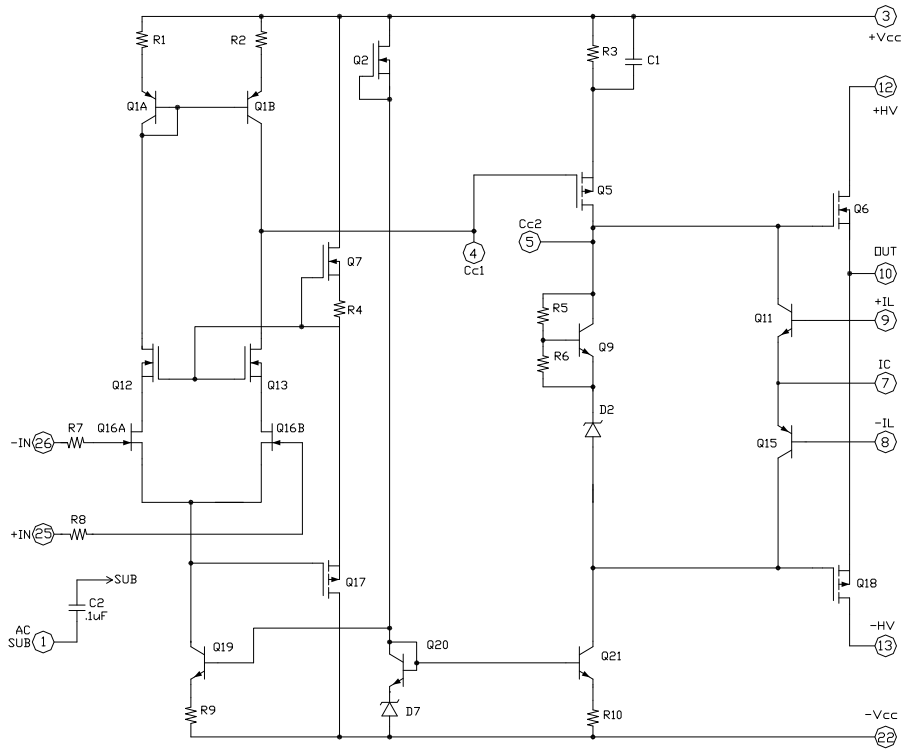 3
+Vcc
R1
R2
Q2
R3
C1
12
+HV
Q1A
Q1B
Q5
Q6
Cc2
5
4
Cc1
OUT
10
Q7
R4
R5
+IL
9
Q11
Q9
R6
IC
7
Q12
Q13
D2
-IL
8
Q15
R7
Q16A
Q16B
-IN 26
R8
+IN 25
SUB
Q17
Q18
C2
.1uF
AC
SUB 1
-HV
13
Q19
Q20
Q21
R9
D7
R10
-Vcc
22